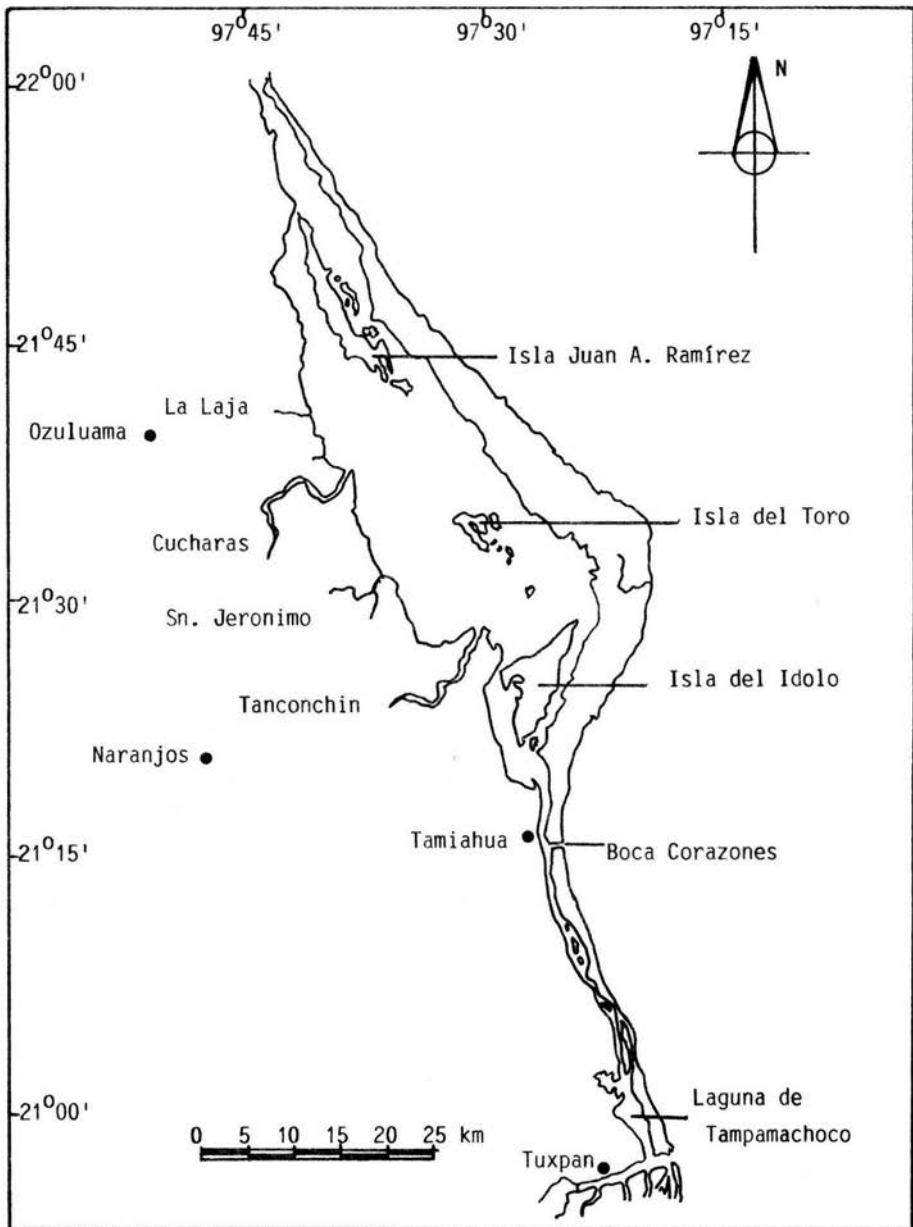 97°45'
97°30'
97°15'
22°00'
N
21°45'
Isla Juan A. Ramírez
La Laja
Ozuluama
Isla del Toro
Cucharas
21°30'
Sn. Jeronimo
Isla del Idolo
Tanconchin
Naranjos
Tamiahua
21°15'
Boca Corazones
21°00'
Laguna de
Tampamachoco
0 5 10 15 20 25 km
Tuxpan